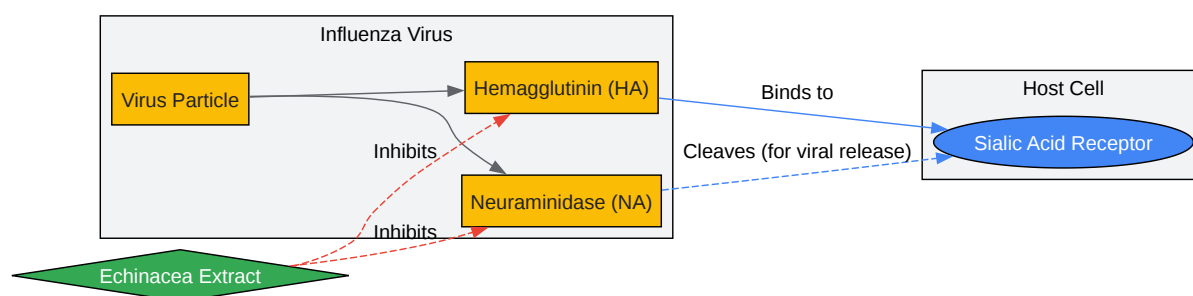 Influenza Virus
Virus Particle
Hemagglutinin (HA)
Binds to
Host Cell
Sialic Acid Receptor
Inhibits
Cleaves (for viral release)
Neuraminidase (NA)
Inhibits
Echinacea Extract